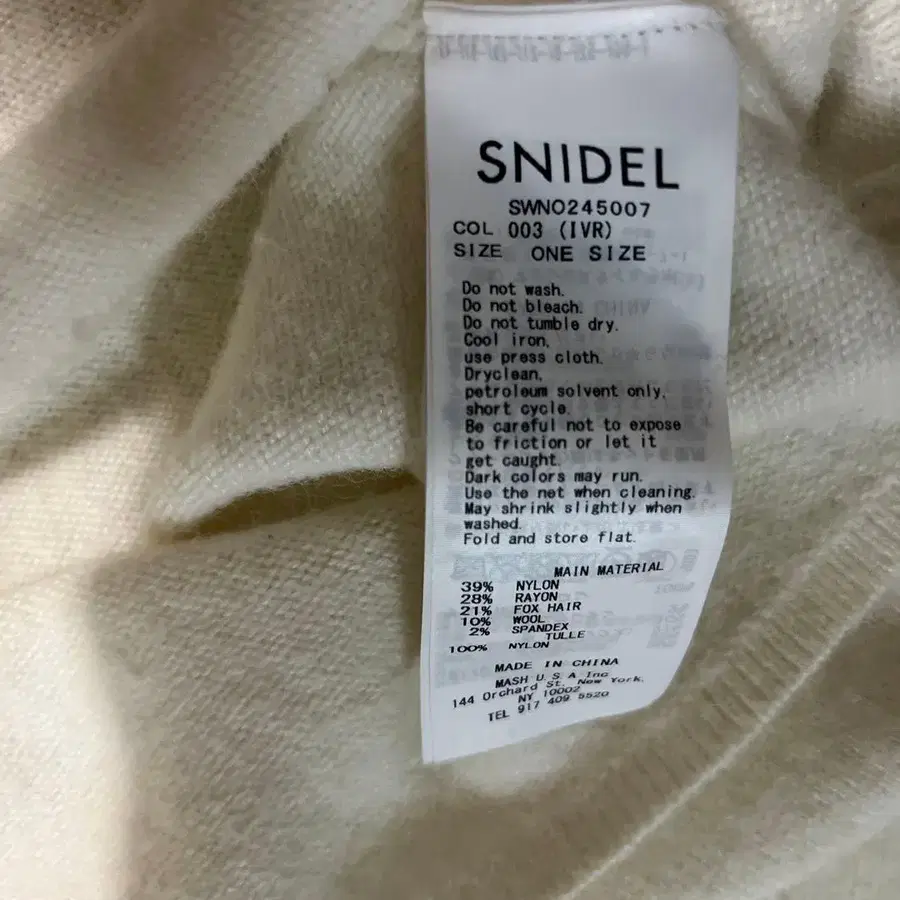 SNIDEL
SWNO245007
COL 003 (IVR)
SIZE ONE SIZE
Do not wash.
Do not bleach.
Do not tumble dry.
Cool iron,
use press cloth.
Dryclean,
petroleum solvent only,
short cycle.
Be careful not to expose
to friction or let it
get caught.
Dark colors may run.
Use the net when cleaning.
May shrink slightly when
washed.
Fold and store flat.
MAIN MATERIAL
39% NYLON
28% RAYON
21% FOX HAIR
10% WOOL
2% SPANDEX
TULLE
100% NYLON
MADE IN CHINA
MASH U.S.A Inc
144 Orchard St. New York,
NY 10002
TEL 917 409 5520